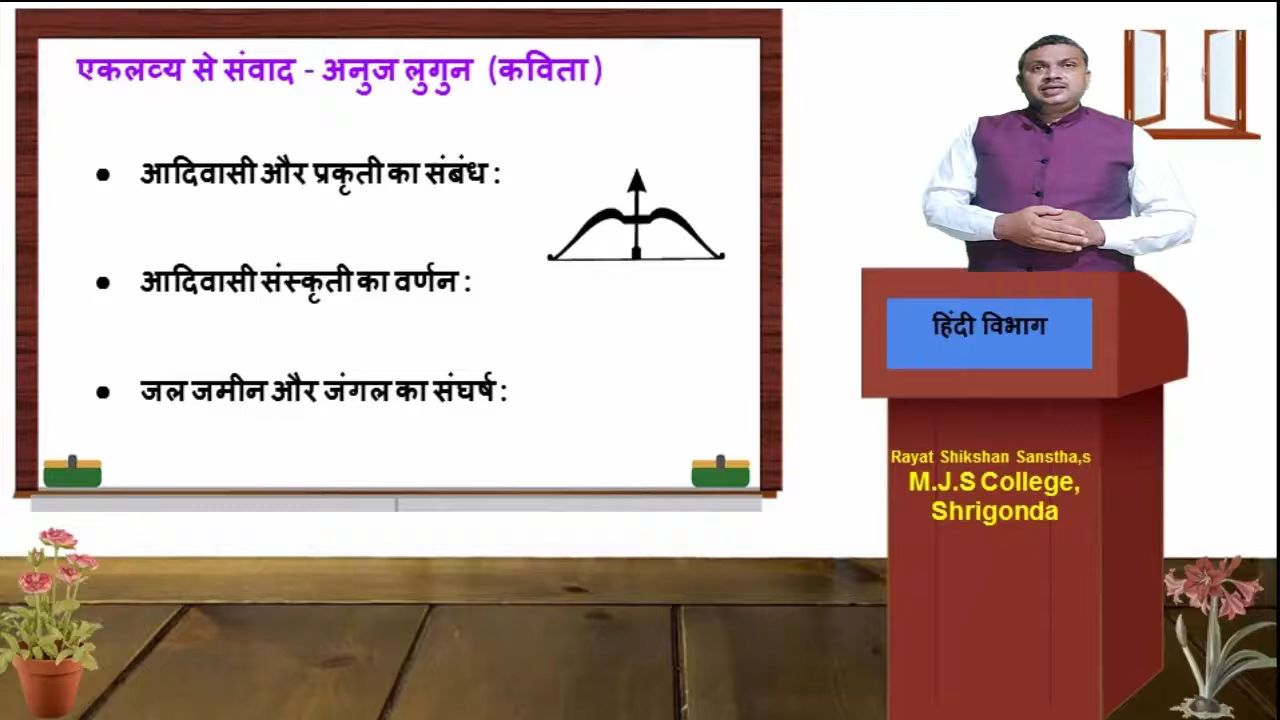 एकलव्य से संवाद - अनुज लुगुन (कविता)
• आदिवासी और प्रकृती का संबंध :
• आदिवासी संस्कृती का वर्णन :
• जल जमीन और जंगल का संघर्ष :
हिंदी विभाग
Rayat Shikshan Sanstha,s
M.J.S College,
Shrigonda